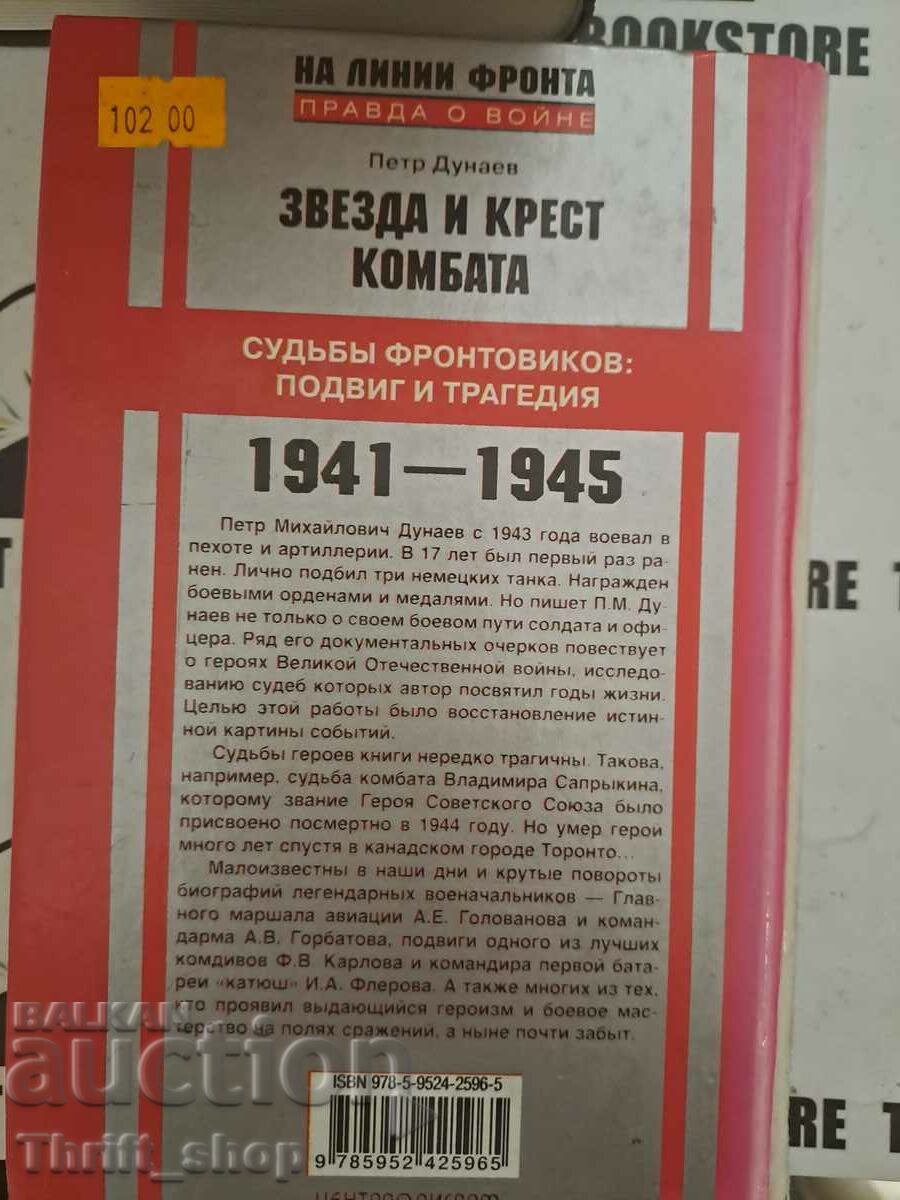 BOOKSTORE
НА ЛИНИИ ФРОНТА
ПРАВДА О ВОЙНЕ
102 00
Петр Дунаев
ЗВЕЗДА И КРЕСТ
КОМБАТА
СУДЬБЫ ФРОНТОВИКОВ:
ПОДВИГ И ТРАГЕДИЯ
1941—1945
Петр Михайлович Дунаев с 1943 года воевал в
пехоте и артиллерии. В 17 лет был первый раз ра-
нен. Лично подбил три немецких танка. Награжден
боевыми орденами и медалями. Но пишет П.М. Ду-
наев не только о своем боевом пути солдата и офи-
цера. Ряд его документальных очерков повествует
о героях Великой Отечественной войны, исследо-
ванию судеб которых автор посвятил годы жизни.
Целью этой работы было восстановление истин-
ной картины событий.
Судьбы героев книги нередко трагичны. Такова,
например, судьба комбата Владимира Сапрыкина,
которому звание Героя Советского Союза было
присвоено посмертно в 1944 году. Но умер герой
много лет спустя в канадском городе Торонто...
Малоизвестны в наши дни и крутые повороты
биографий легендарных военачальников — Глав-
ного маршала авиации А.Е. Голованова и коман-
дарма А.В. Горбатова, подвиги одного из лучших
комдивов Ф.В. Карлова и командира первой бата-
реи «катюш» И.А. Флерова. А также многих из тех,
кто проявил выдающийся героизм и боевое мас-
терство на полях сражений, а ныне почти забыт.
ISBN 978-5-9524-2596-5
9 785952 425965
RE T
T
RE T
BALKAN
auction
Thrift_shop